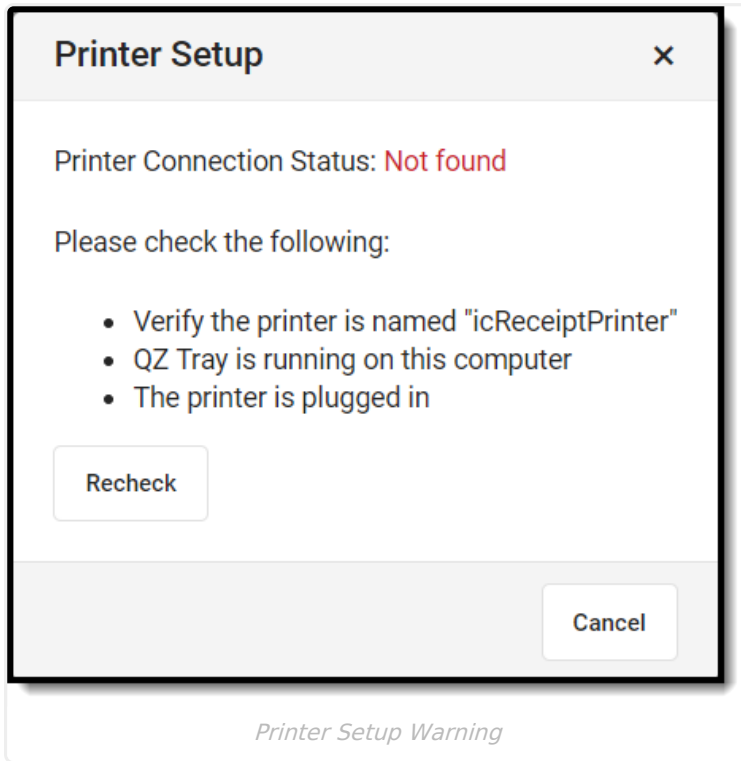 Printer Setup
Printer Connection Status: Not found
Please check the following:
Verify the printer is named "icReceiptPrinter"
QZ Tray is running on this computer
The printer is plugged in
Recheck
Cancel
Printer Setup Warning